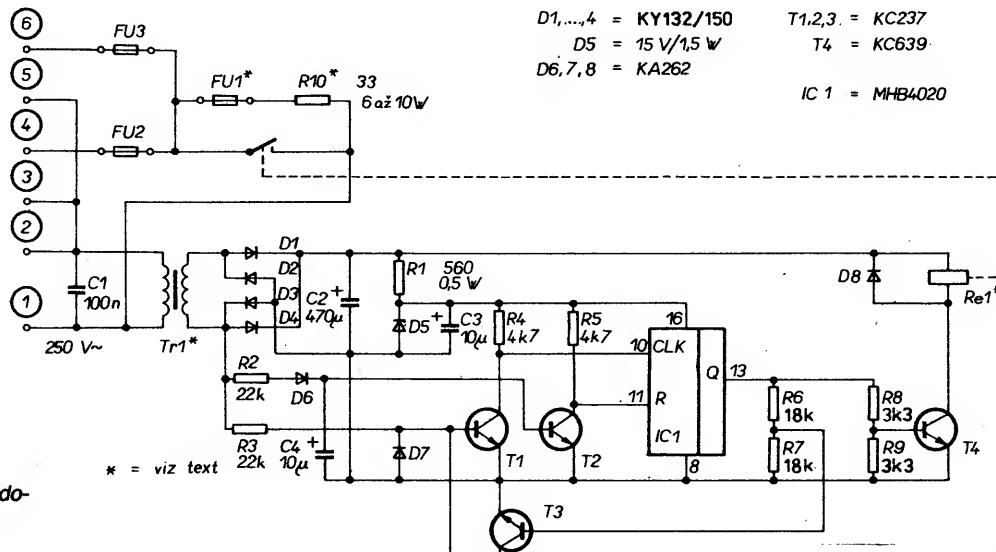 D1,...,4 = KY132/150
D5 = 15 V/1,5 W
D6,7,8 = KA262
T1,2,3. = KC237
T4 = KC639
IC 1 = MHB4020
6
FU3
5
FU1*
R10*
33
6 až 10W
4
FU2
3
2
C1
100n
1
250 V~
Tr1*
D1
D2
D3
D4
C2
+
470µ
R1
560
0,5 W
D5
+
C3
10µ
R4
4k7
R5
4k7
16
10
CLK
Q
13
11
R
IC1
8
D8
Re1*
R2
22k
D6
R3
22k
C4
+
10µ
D7
T1
T2
R6
18k
R7
18k
R8
3k3
R9
3k3
T4
* = viz text
do-
T3